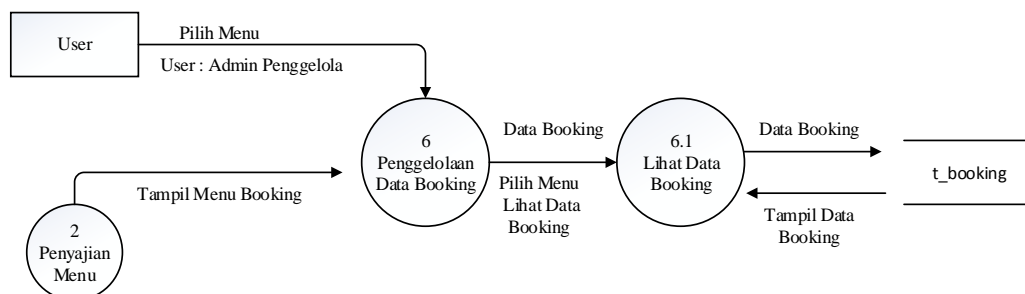 User
Pilih Menu
User : Admin Penggelola
6
Penggelolaan
Data Booking
Data Booking
Pilih Menu
Lihat Data
Booking
6.1
Lihat Data
Booking
Data Booking
t_booking
Tampil Data
Booking
Tampil Menu Booking
2
Penyajian
Menu